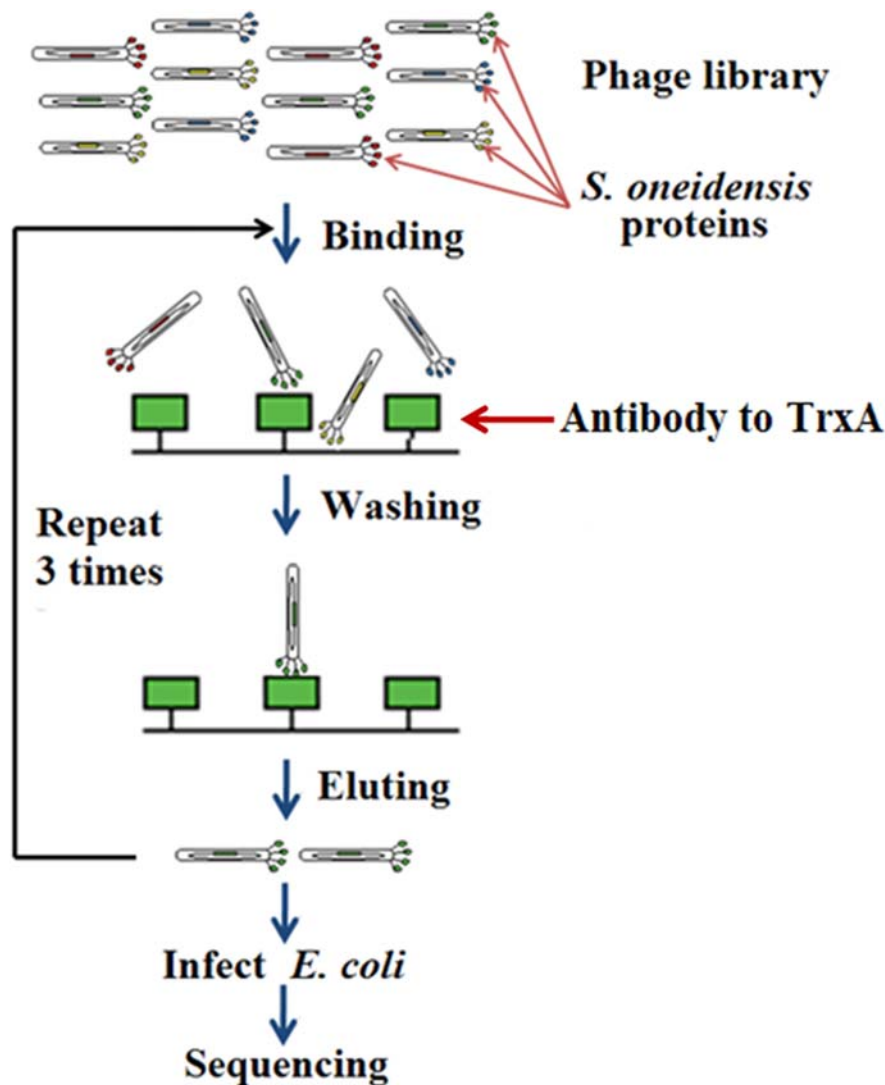 Phage library
S. oneidensis
proteins
Binding
Antibody to TrxA
Washing
Repeat
3 times
Eluting
Infect E. coli
Sequencing